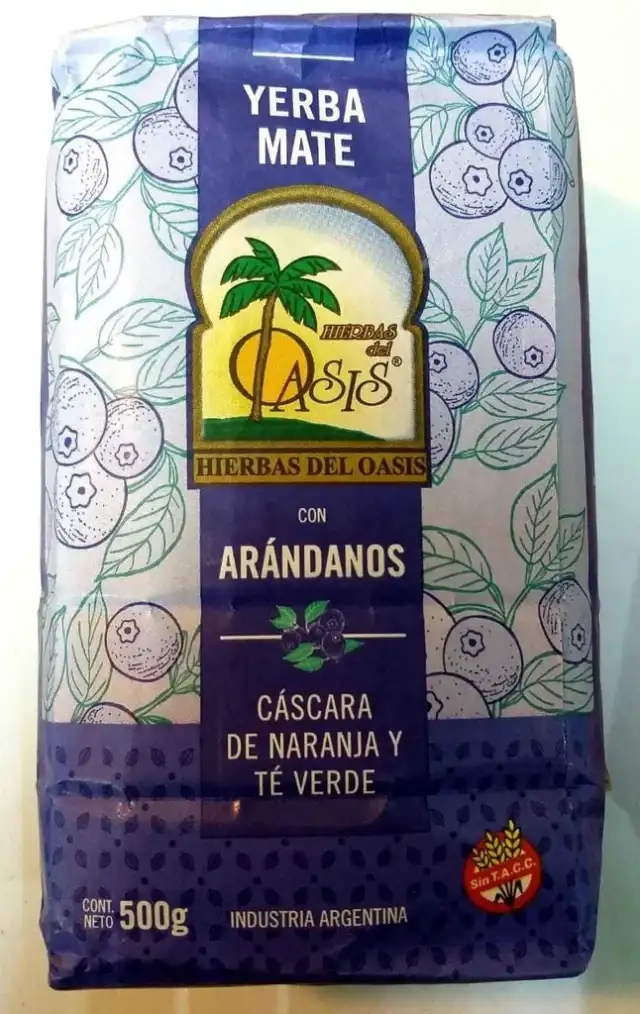 YERBA
MATE
HIERBAS
del
OASIS®
HIERBAS DEL OASIS
CON
ARÁNDANOS
CÁSCARA
DE NARANJA Y
TÉ VERDE
Sin T.A.C.C.
CONT.
NETO 500g
INDUSTRIA ARGENTINA